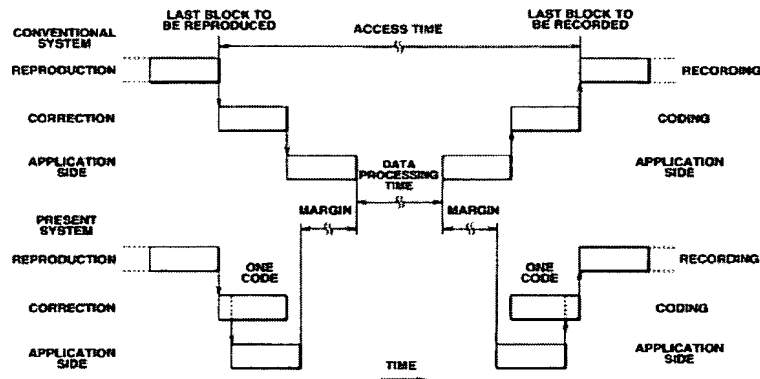 LAST BLOCK TO
BE REPRODUCED
LAST BLOCK TO
BE RECORDED
CONVENTIONAL
SYSTEM
ACCESS TIME
REPRODUCTION
RECORDING
CORRECTION
CODING
APPLICATION
SIDE
DATA
PROCESSING
TIME
APPLICATION
SIDE
MARGIN
MARGIN
PRESENT
SYSTEM
REPRODUCTION
ONE
CODE
ONE
CODE
RECORDING
CORRECTION
CODING
APPLICATION
SIDE
TIME
APPLICATION
SIDE